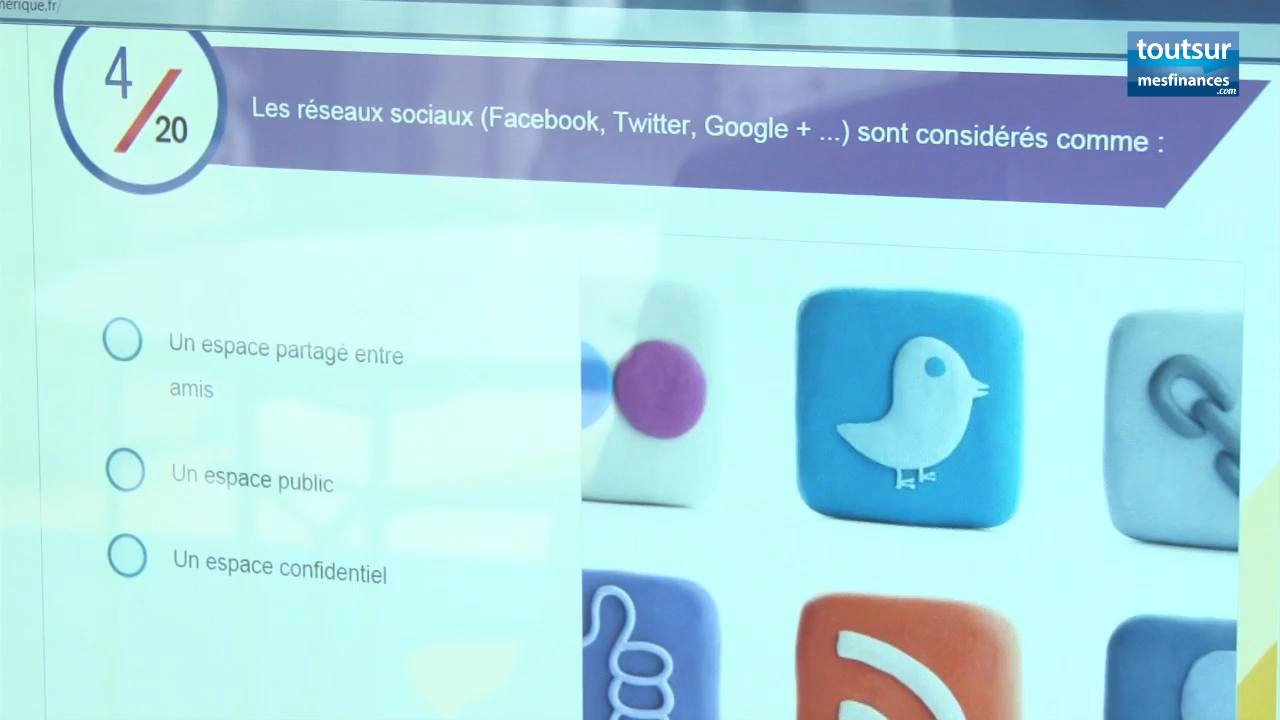 mérique.fr/
toutsur
mesfinances
.com
4/20
Les réseaux sociaux (Facebook, Twitter, Google + ...) sont considérés comme :
Un espace partagé entre
amis
Un espace public
Un espace confidentiel